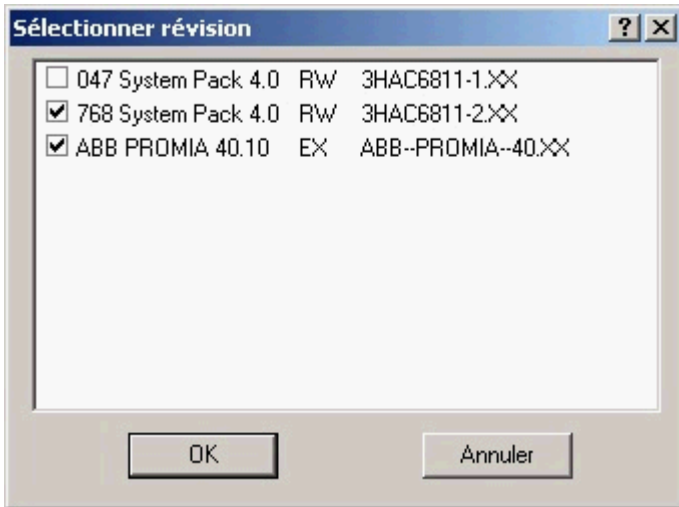 Sélectionner révision
047 System Pack 4.0 RW 3HAC6811-1.XX
768 System Pack 4.0 RW 3HAC6811-2.XX
ABB PROMIA 40.10 EX ABB--PROMIA--40.XX
OK Annuler